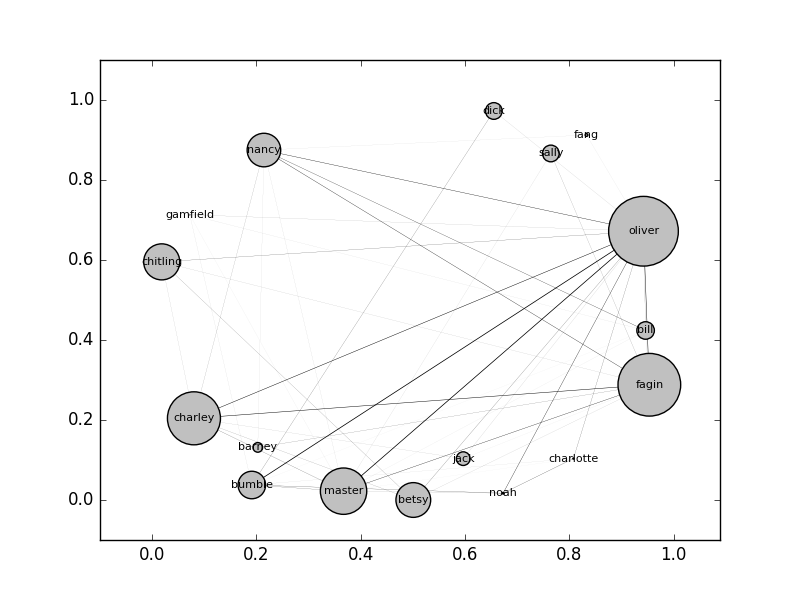 1.0
0.8
0.6
0.4
0.2
0.0
dick
fang
sally
nancy
gamfield
oliver
chitling
bill
fagin
charley
barney
jack
charlotte
bumble
master
betsy
noah
0.0 0.2 0.4 0.6 0.8 1.0